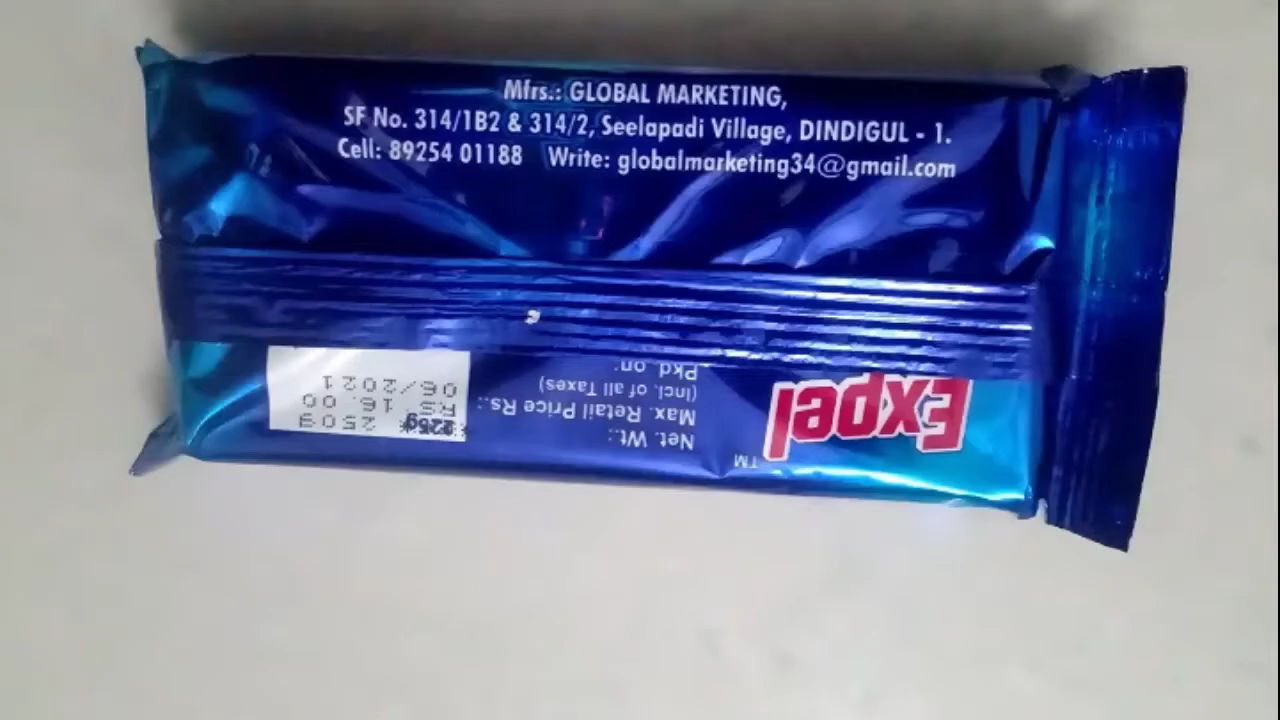 Mfrs.: GLOBAL MARKETING,
SF No. 314/1B2 & 314/2, Seelapadi Village, DINDIGUL - 1.
Cell: 89254 01188 Write: globalmarketing34@gmail.com
Expel™
Net. Wt.: 225g 250g
Max. Retail Price Rs.: RS 16.00
(Incl. of all Taxes)
Pkd. on: 06/2021